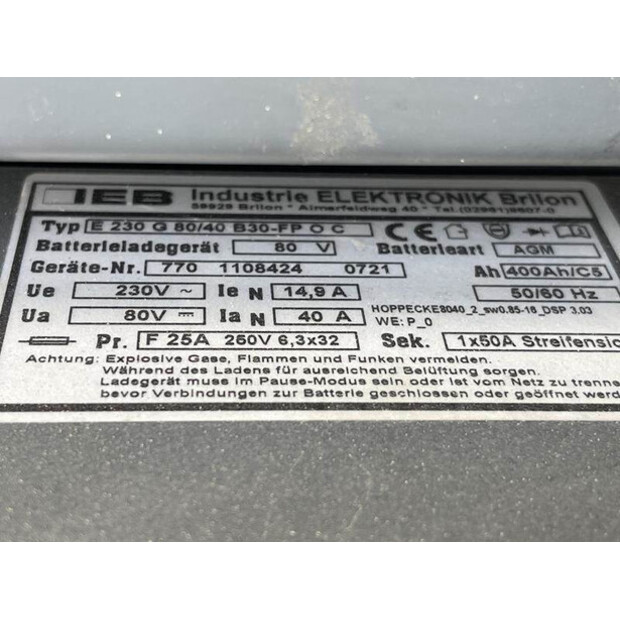 IEB Industrie ELEKTRONIK Brilon
59929 Brilon * Almerfeldweg 40 * Tel.(02961)9607-0
Typ E 230 G 80/40 B30-FP O C CE
Batterieladegerät 80 V Batterieart AGM
Geräte-Nr. 770 1108424 0721 Ah 400Ah/C5
Ue 230V ~ Ie N 14,9 A 50/60 Hz
Ua 80V Ia N 40 A HOPPECKE8040_2_sw0.85-16_DSP 3.03
WE: P_0
Pr. F 25A 250V 6,3x32 Sek. 1x50A Streifensic
Achtung: Explosive Gase, Flammen und Funken vermeiden.
Während des Ladens für ausreichende Belüftung sorgen.
Ladegerät muss im Pause-Modus sein oder ist vom Netz zu trenne
bevor Verbindungen zur Batterie geschlossen oder geöffnet werd